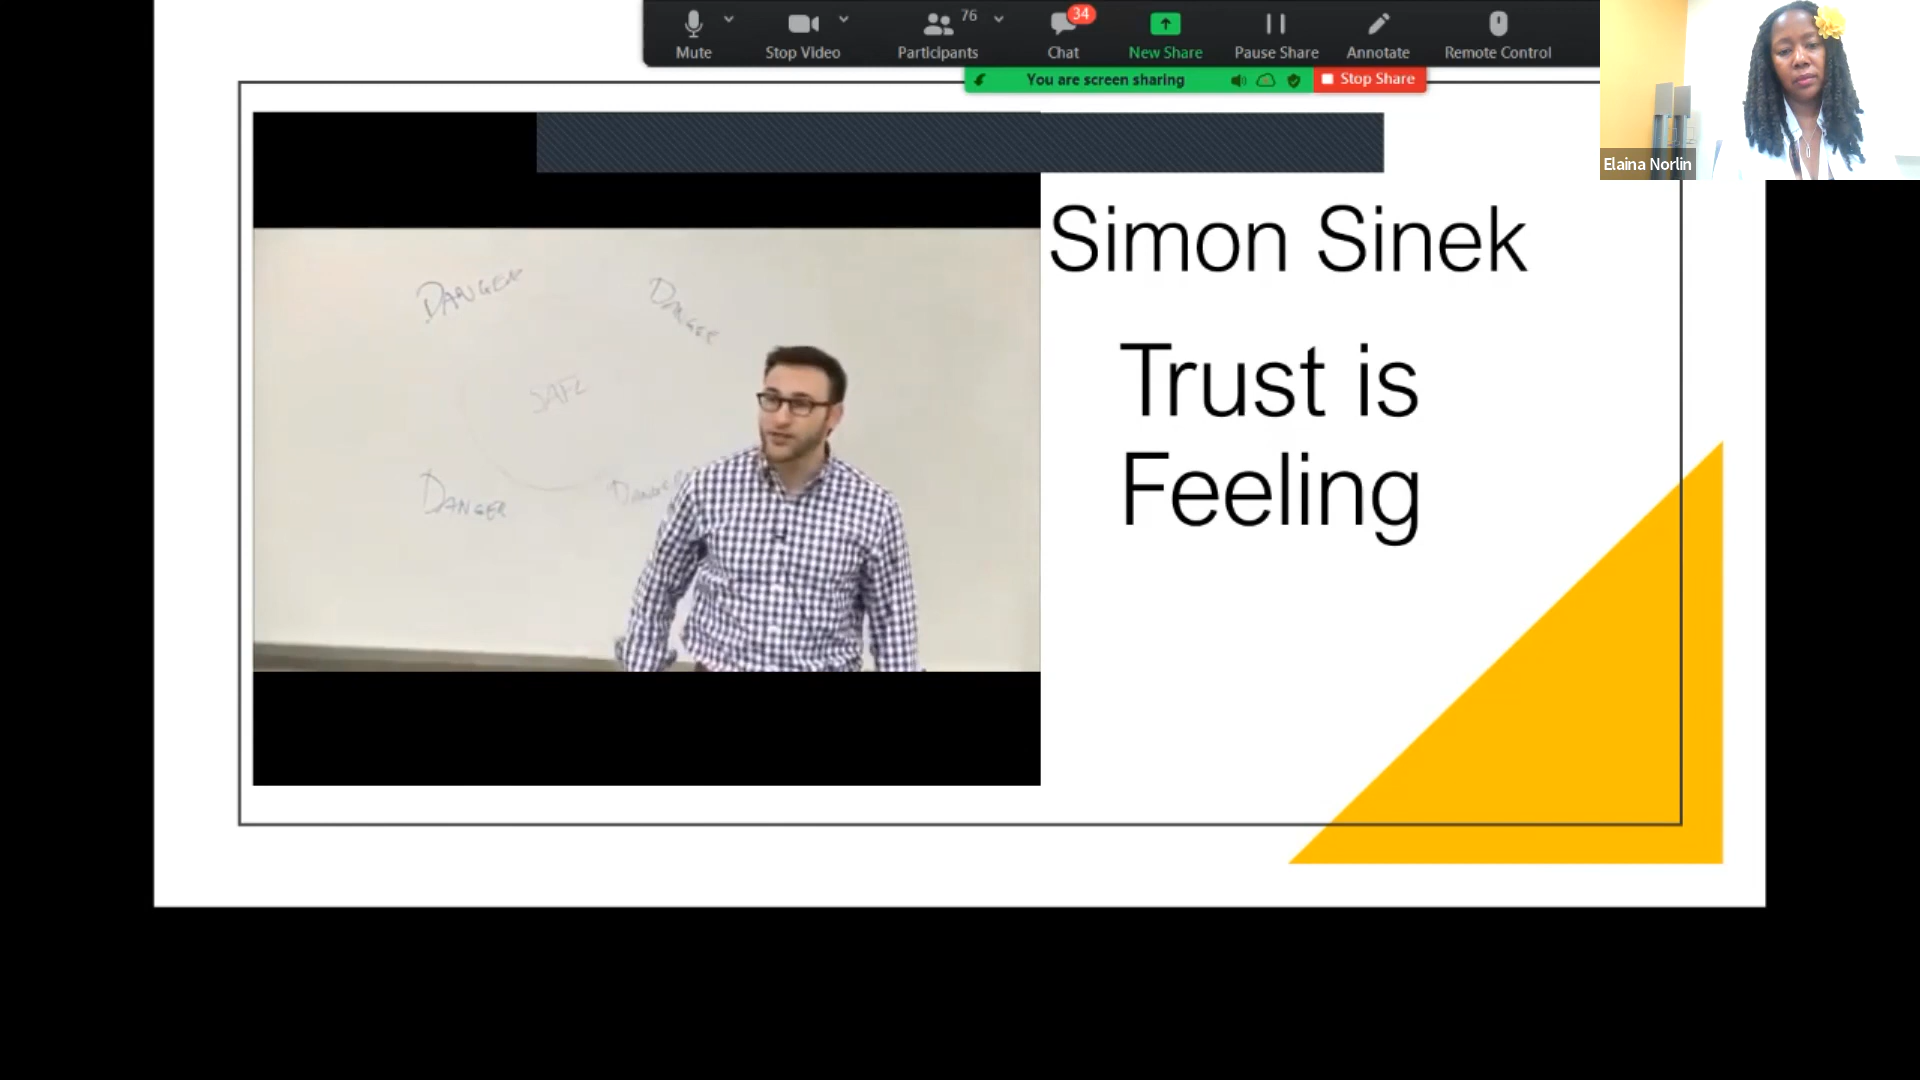 76
34
Mute
Stop Video
Participants
Chat
New Share
Pause Share
Annotate
Remote Control
You are screen sharing
Stop Share
Elaina Norlin
Simon Sinek
Trust is
Feeling
DANGER
DANGER
SAFE
DANGER
DANGER